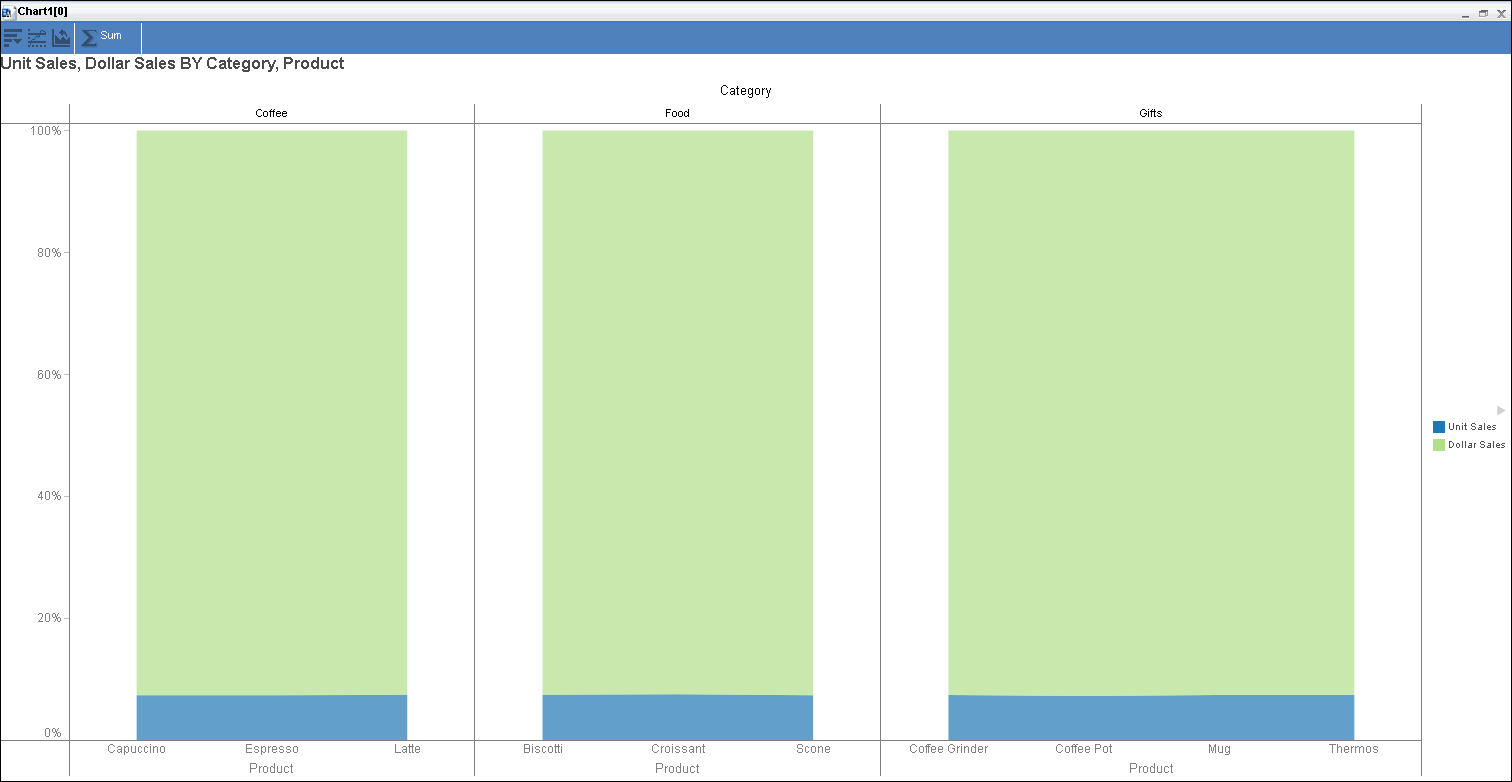 Chart1[0]
Sum
Unit Sales, Dollar Sales BY Category, Product
Category
Coffee Food Gifts
100%
80%
60%
40%
20%
0%
Unit Sales
Dollar Sales
Capuccino Espresso Latte Biscotti Croissant Scone Coffee Grinder Coffee Pot Mug Thermos
Product Product Product